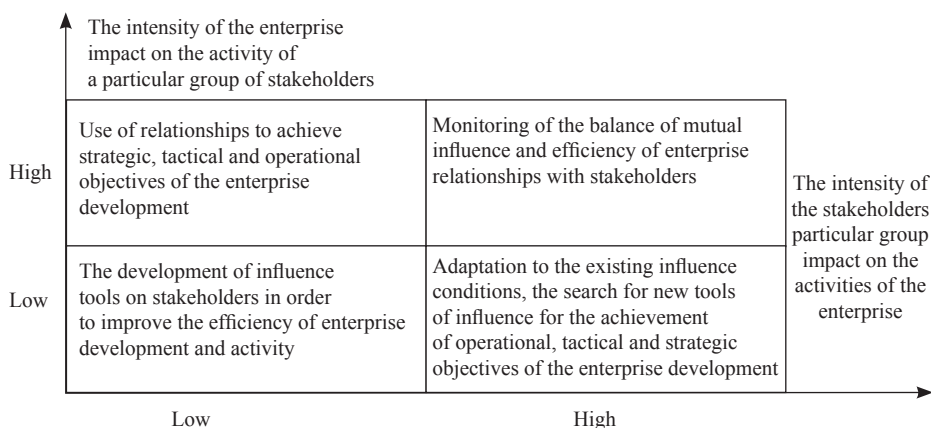 The intensity of the enterprise
impact on the activity of
a particular group of stakeholders
High
Use of relationships to achieve
strategic, tactical and operational
objectives of the enterprise
development
Monitoring of the balance of mutual
influence and efficiency of enterprise
relationships with stakeholders
Low
The development of influence
tools on stakeholders in order
to improve the efficiency of enterprise
development and activity
Adaptation to the existing influence
conditions, the search for new tools
of influence for the achievement
of operational, tactical and strategic
objectives of the enterprise development
The intensity of
the stakeholders
particular group
impact on the
activities of the
enterprise
Low
High